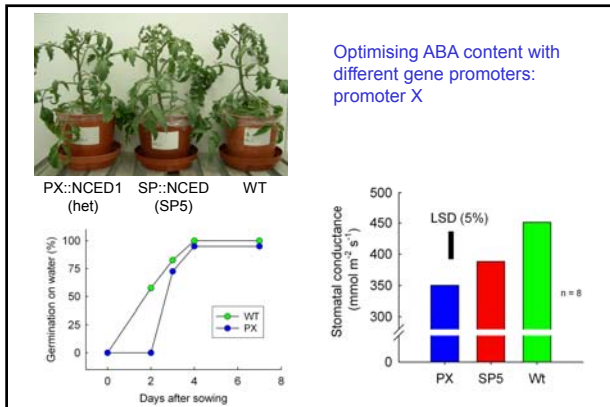 Optimising ABA content with
different gene promoters:
promoter X
PX::NCED1 SP::NCED WT
(het) (SP5)
Germination on water (%)
100
75
50
25
0
WT
PX
0 2 4 6 8
Days after sowing
Stomatal conductance
(mmol m-2 s-1)
500
450
400
350
300
0
LSD (5%)
n = 8
PX SP5 Wt